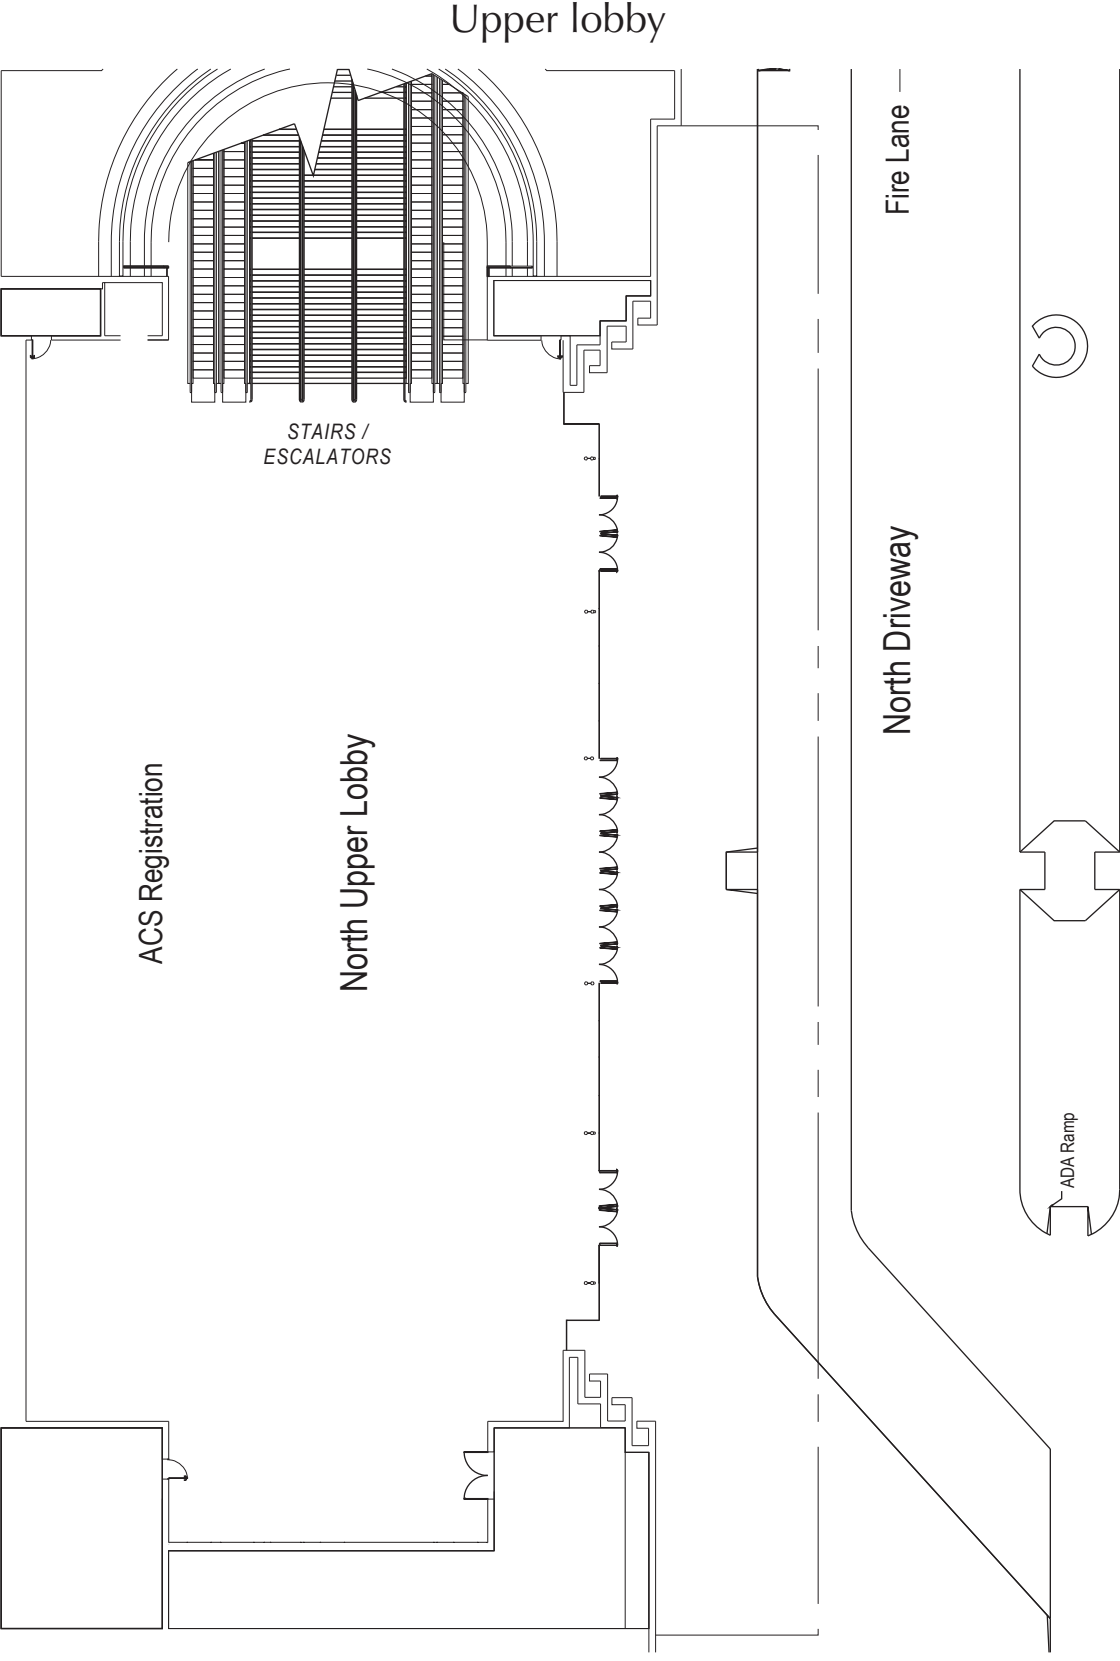 Upper lobby
Fire Lane
STAIRS /
ESCALATORS
North Driveway
ACS Registration
North Upper Lobby
ADA Ramp